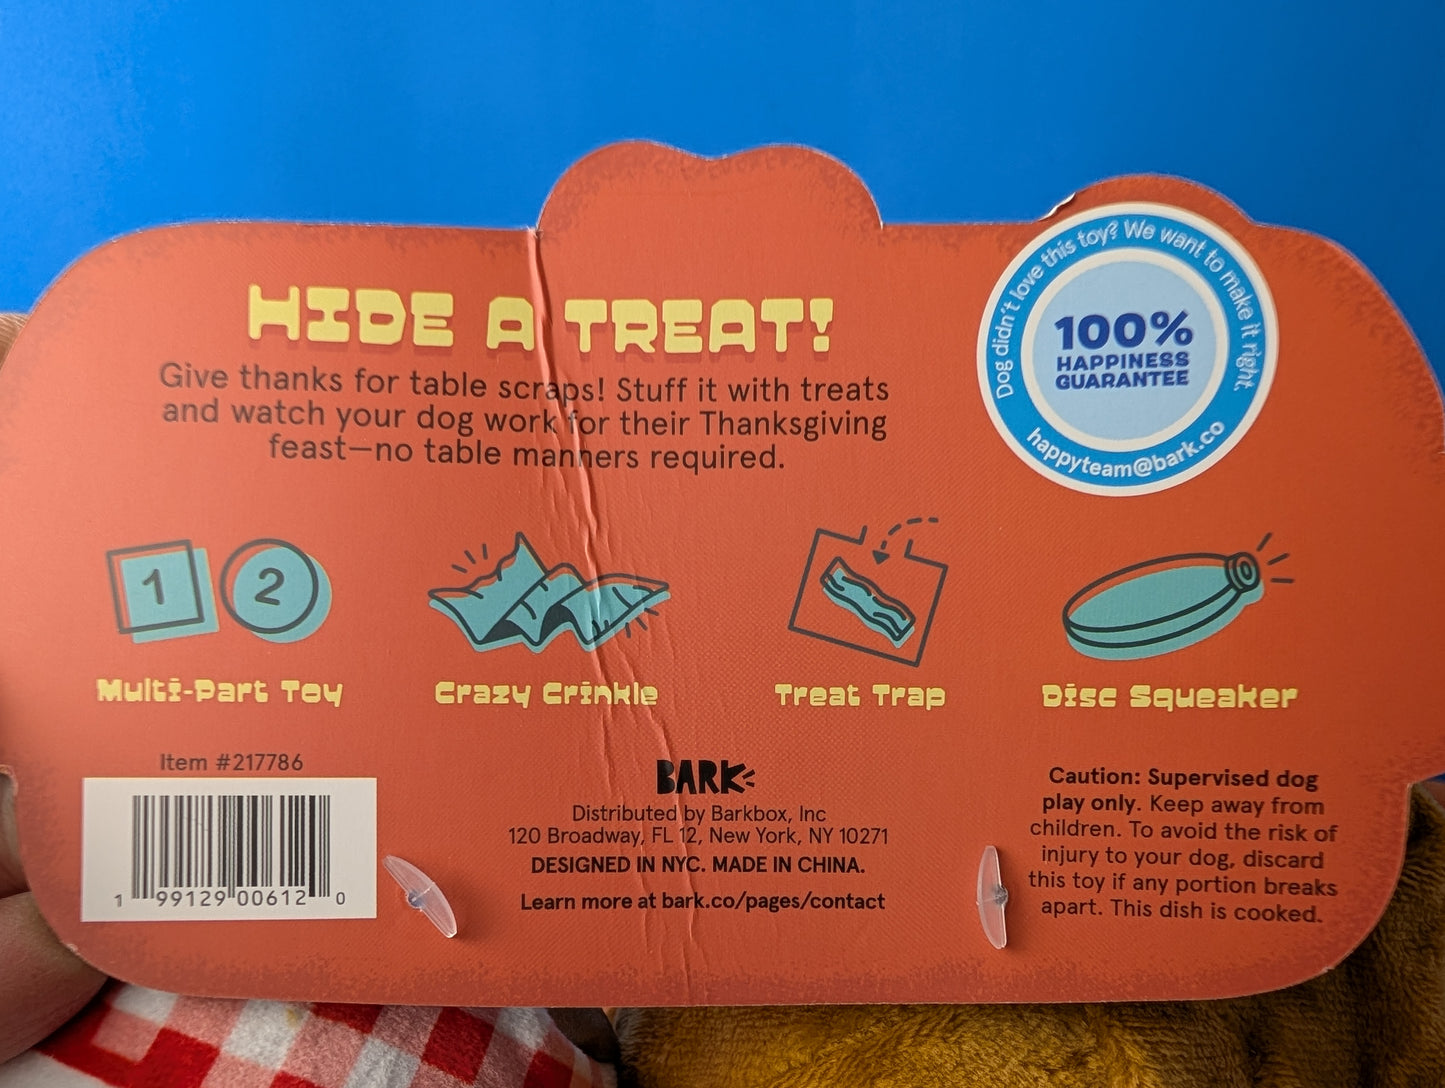 HIDE A TREAT!
Give thanks for table scraps! Stuff it with treats
and watch your dog work for their Thanksgiving
feast—no table manners required.
Dog didn't love this toy? We want to make it right.
100%
HAPPINESS
GUARANTEE
happyteam@bark.co
1
2
Multi-Part Toy
Crazy Crinkle
Treat Trap
Disc Squeaker
Item #217786
1 99129 00612 0
BARK
Distributed by Barkbox, Inc
120 Broadway, FL 12, New York, NY 10271
DESIGNED IN NYC. MADE IN CHINA.
Learn more at bark.co/pages/contact
Caution: Supervised dog
play only. Keep away from
children. To avoid the risk of
injury to your dog, discard
this toy if any portion breaks
apart. This dish is cooked.